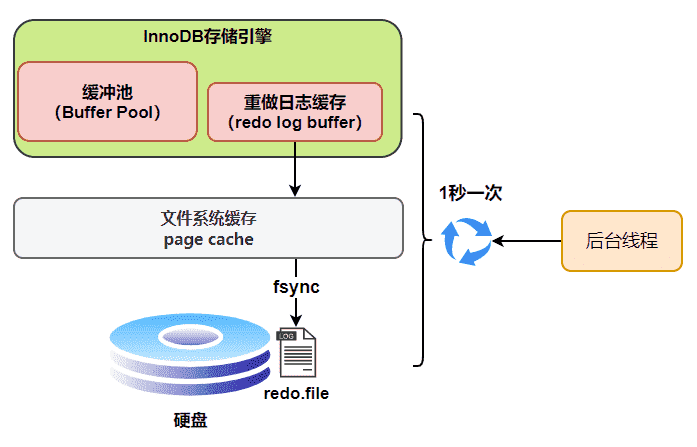 InnoDB存储引擎
缓冲池
（Buffer Pool）
重做日志缓存
（redo log buffer）
1秒一次
文件系统缓存
page cache
后台线程
fsync
LOG
redo.file
硬盘